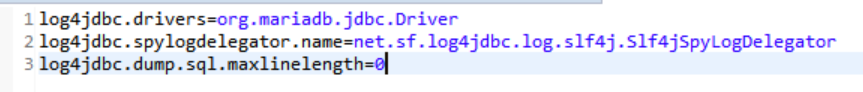 1 log4jdbc.drivers=org.mariadb.jdbc.Driver
2 log4jdbc.spylogdelegator.name=net.sf.log4jdbc.log.slf4j.Slf4jSpyLogDelegator
3 log4jdbc.dump.sql.maxlinelength=0